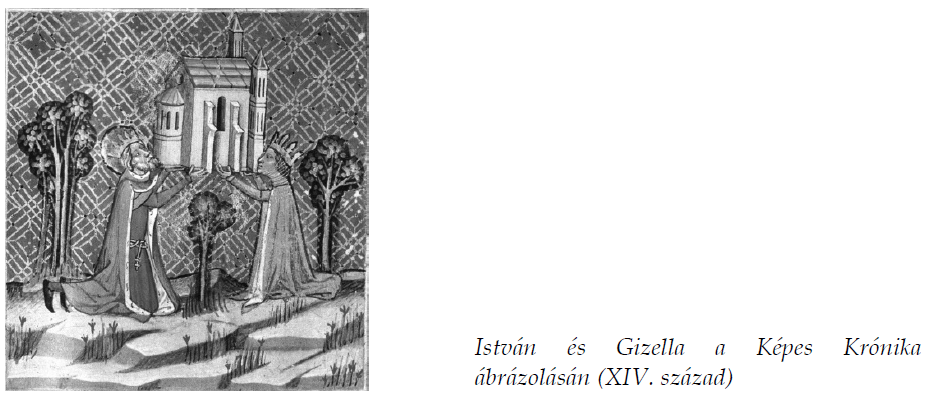 István és Gizella a Képes Krónika
ábrázolásán (XIV. század)